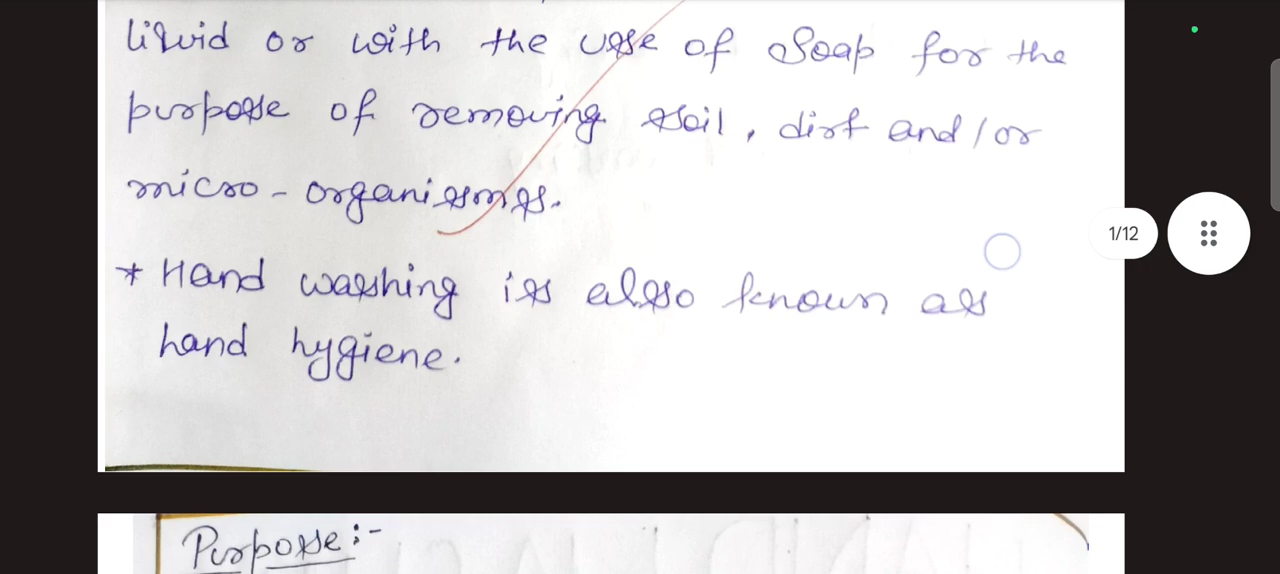 liquid or with the use of Soap for the
purpose of removing soil, dirt and/or
micro-organisms.
* Hand washing is also known as
hand hygiene.
1/12
Purpose:-